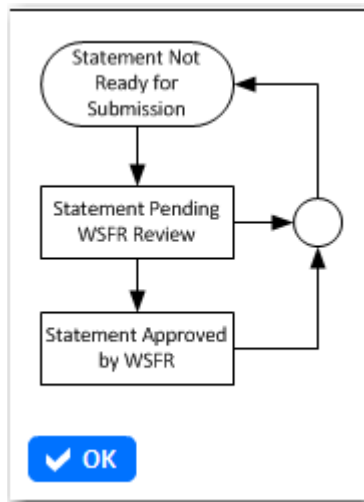 Statement Not
Ready for
Submission
Statement Pending
WSFR Review
Statement Approved
by WSFR
OK